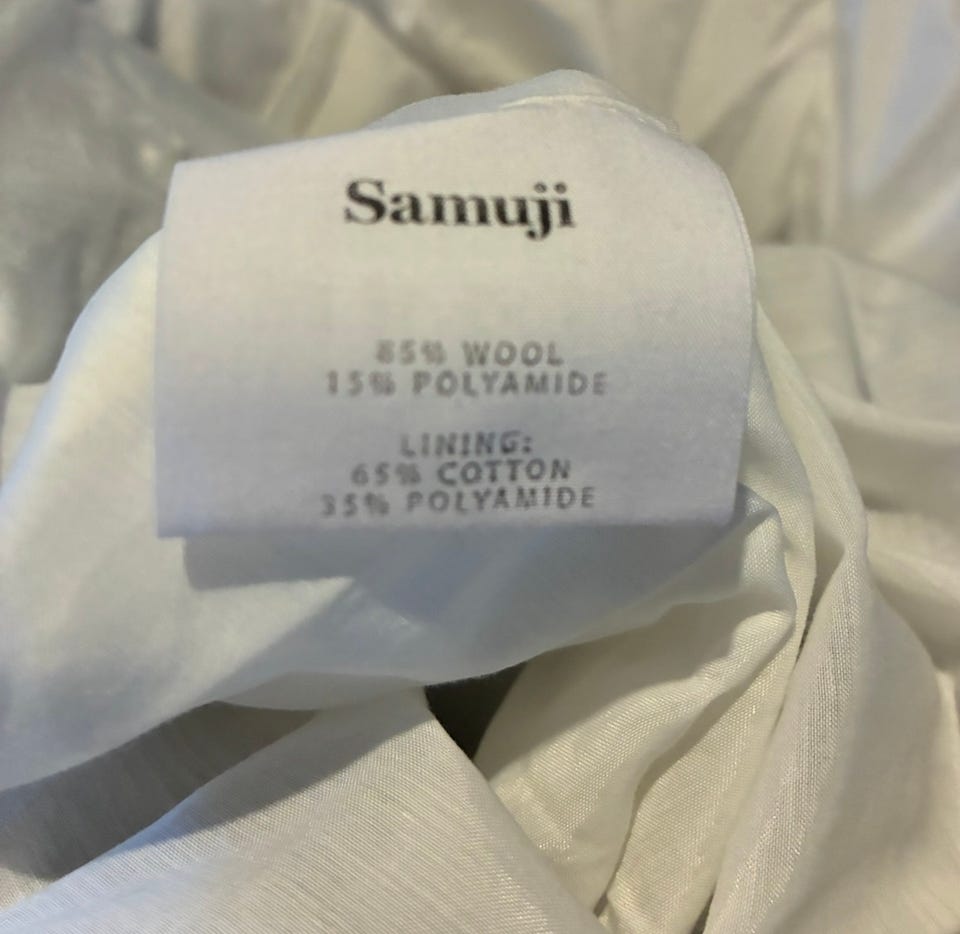 Samuji
85% WOOL
15% POLYAMIDE
LINING:
65% COTTON
35% POLYAMIDE